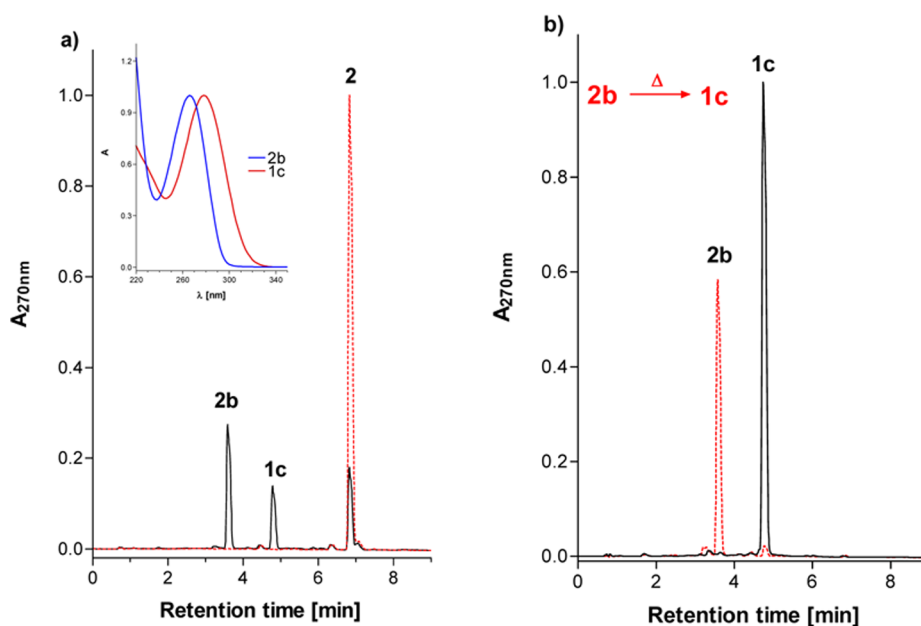 a)
2
1.2
0.9
0.6
0.3
0.0
A
220
260
300
340
λ [nm]
2b
1c
1.0
0.8
0.6
0.4
0.2
0.0
A270nm
2b
1c
0
2
4
6
8
Retention time [min]
b)
1c
2b Δ 1c
2b
1.0
0.8
0.6
0.4
0.2
0.0
A270nm
0
2
4
6
8
Retention time [min]